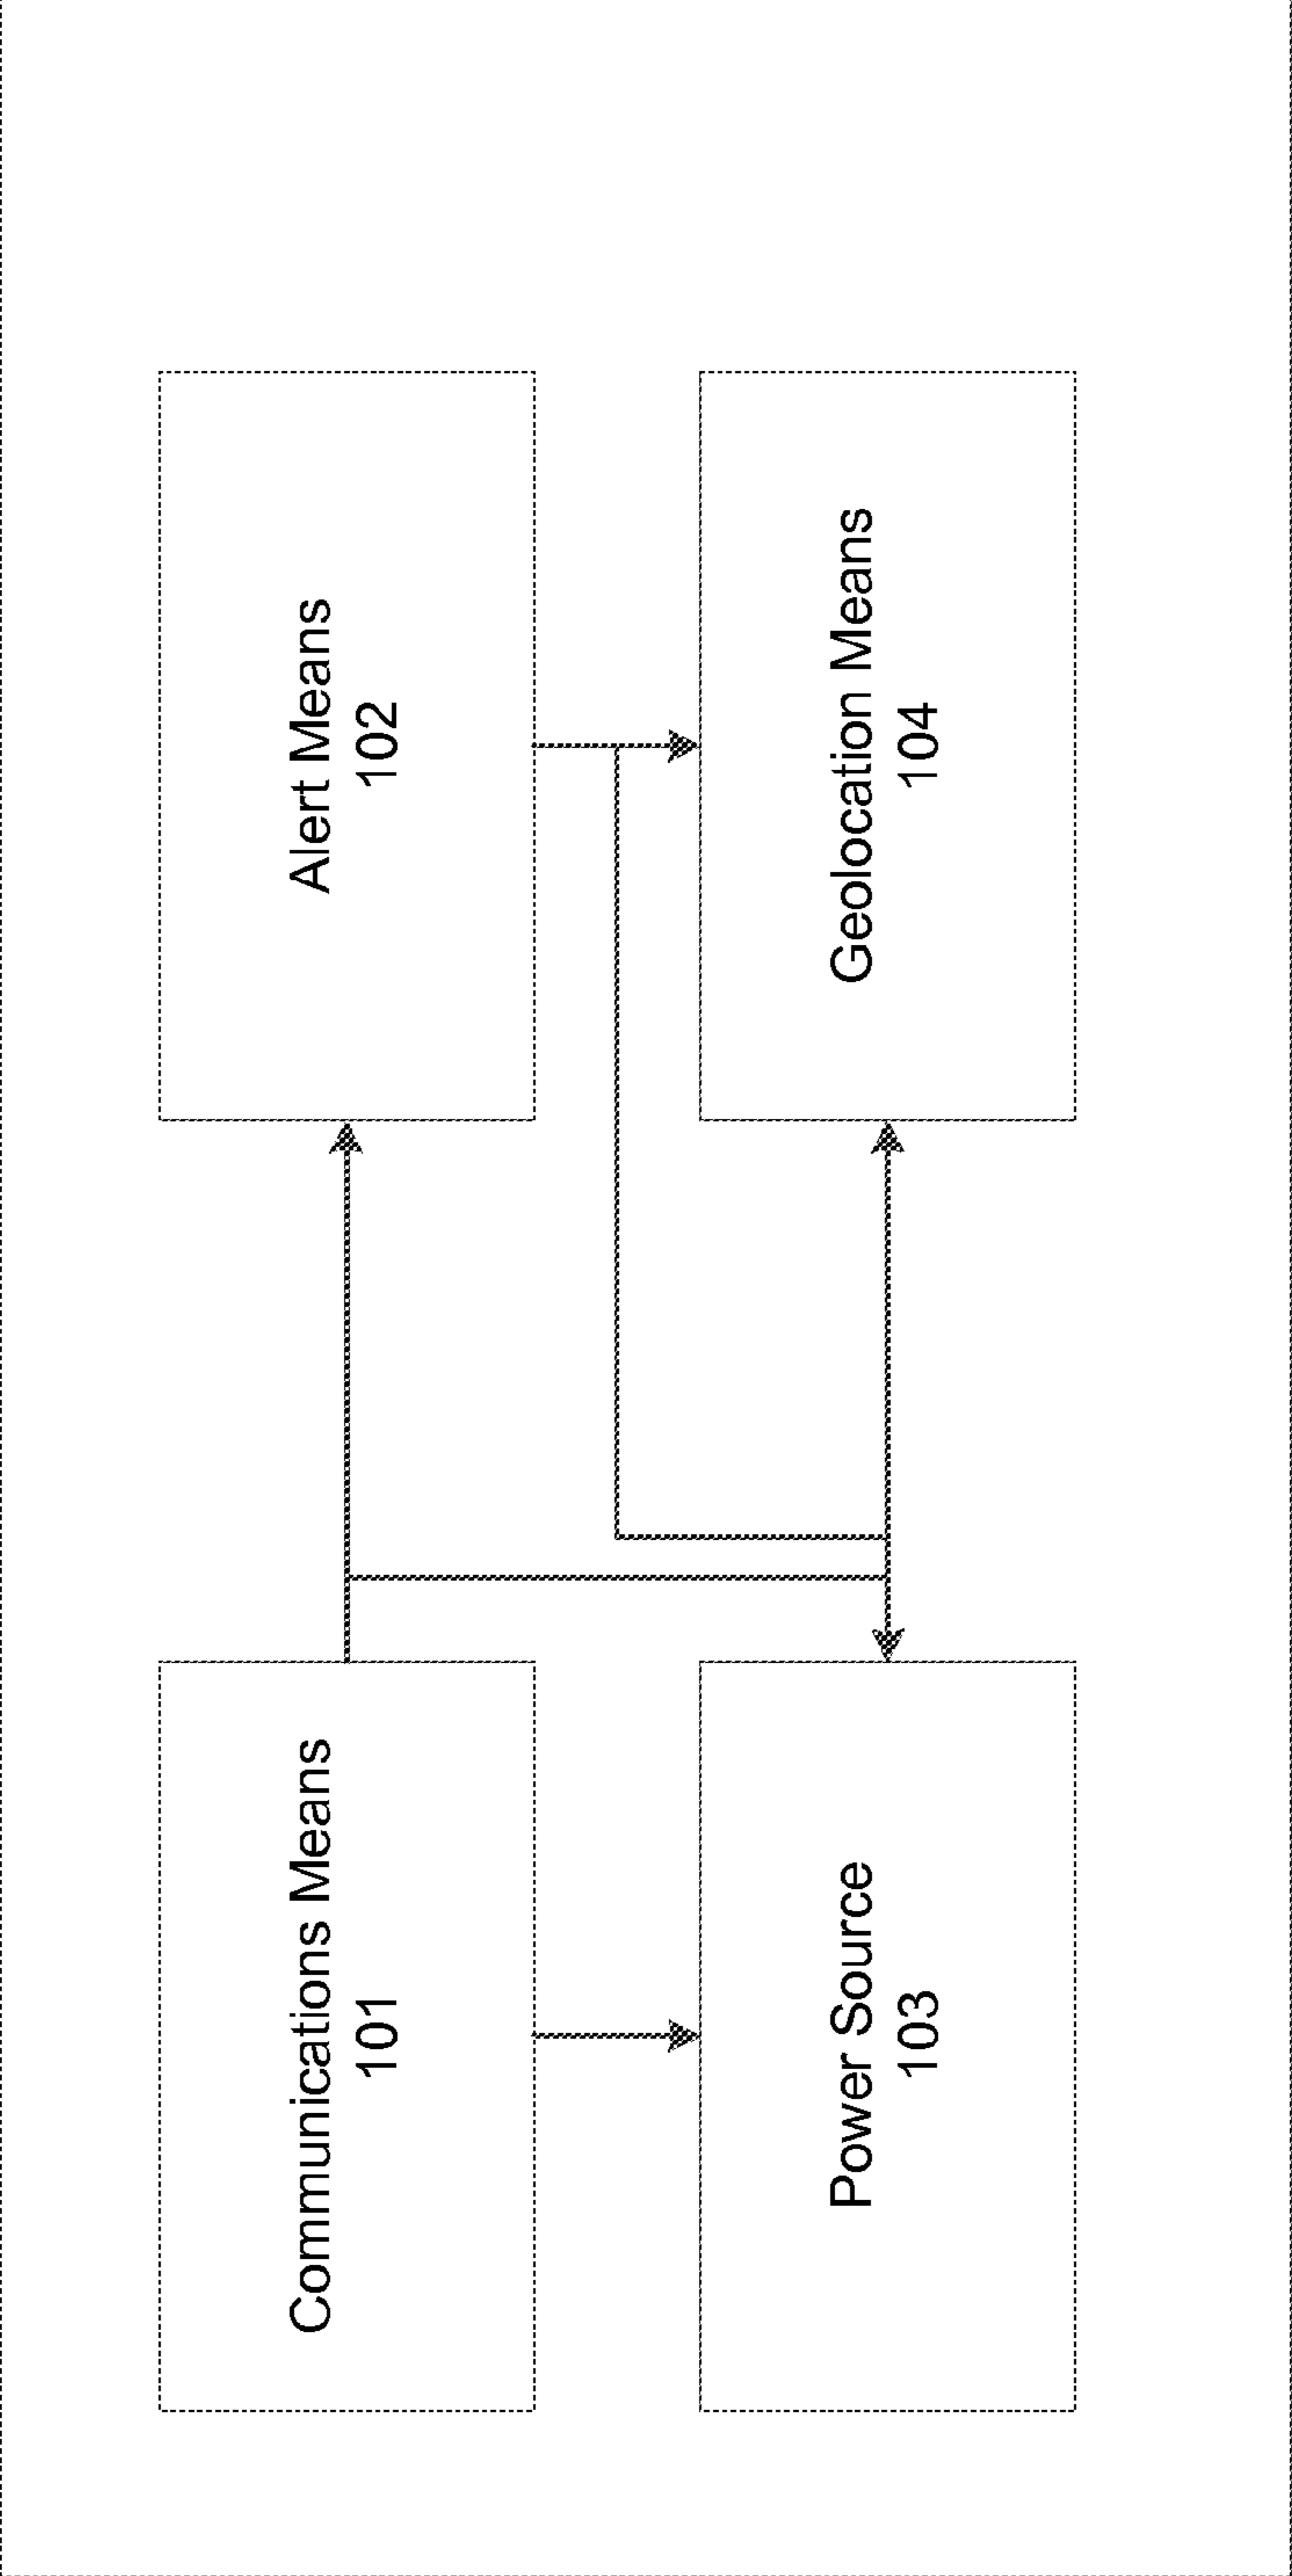 Communications Means
101
Alert Means
102
Power Source
103
Geolocation Means
104